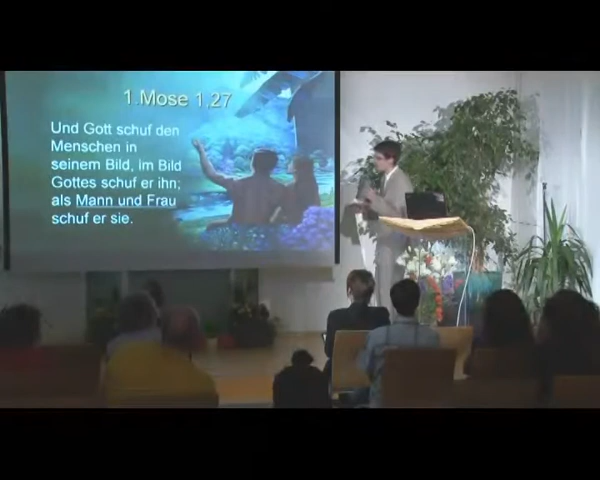 1.Mose 1,27
Und Gott schuf den
Menschen in
seinem Bild, im Bild
Gottes schuf er ihn;
als Mann und Frau
schuf er sie.